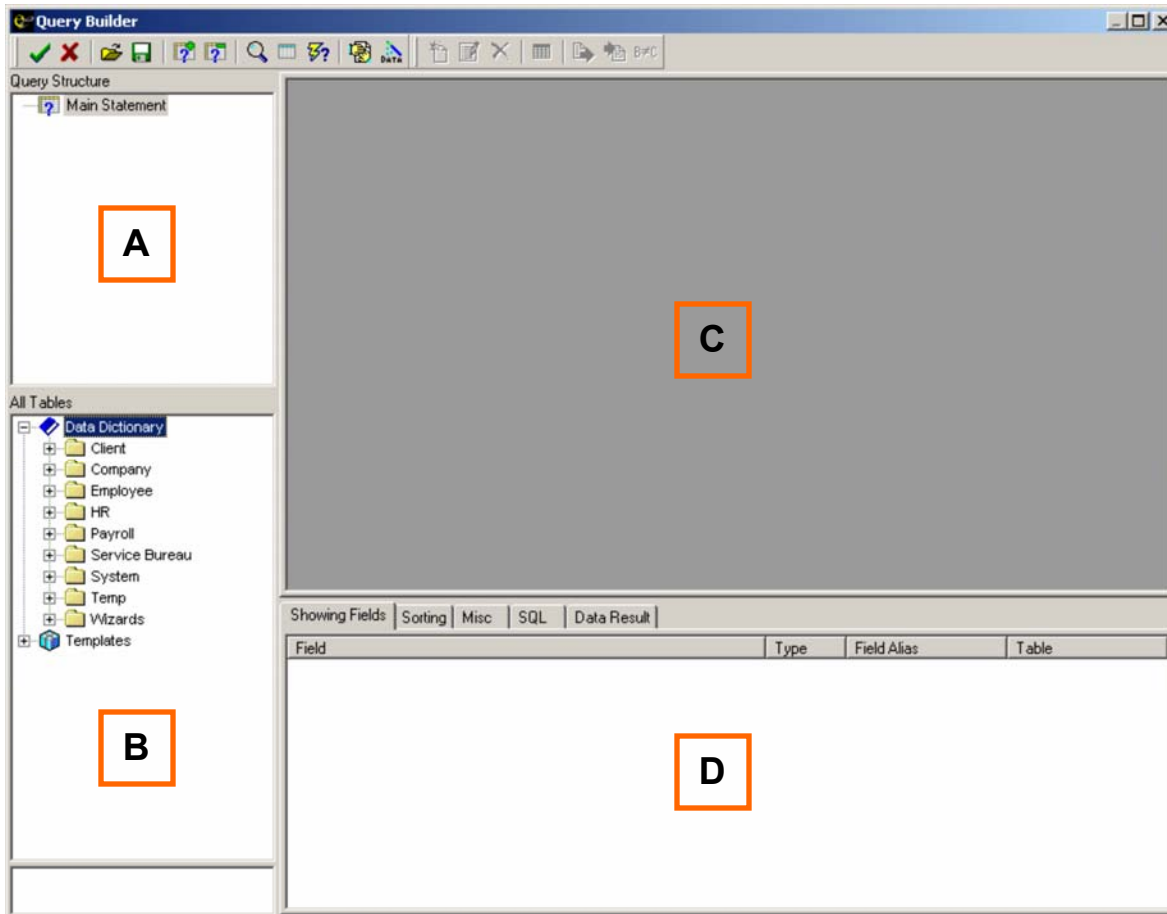 Query Builder
DATA
B≠C
Query Structure
Main Statement
A
C
All Tables
Data Dictionary
Client
Company
Employee
HR
Payroll
Service Bureau
System
Temp
Wizards
Templates
B
Showing Fields Sorting Misc SQL Data Result
Field Type Field Alias Table
D